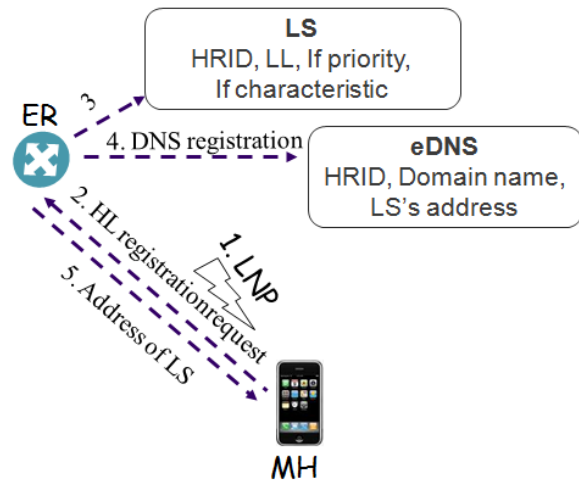 LS
HRID, LL, If priority,
If characteristic
3
ER
4. DNS registration
eDNS
HRID, Domain name,
LS's address
1. LNP
2. HL registrationrequest
5. Address of LS
MH